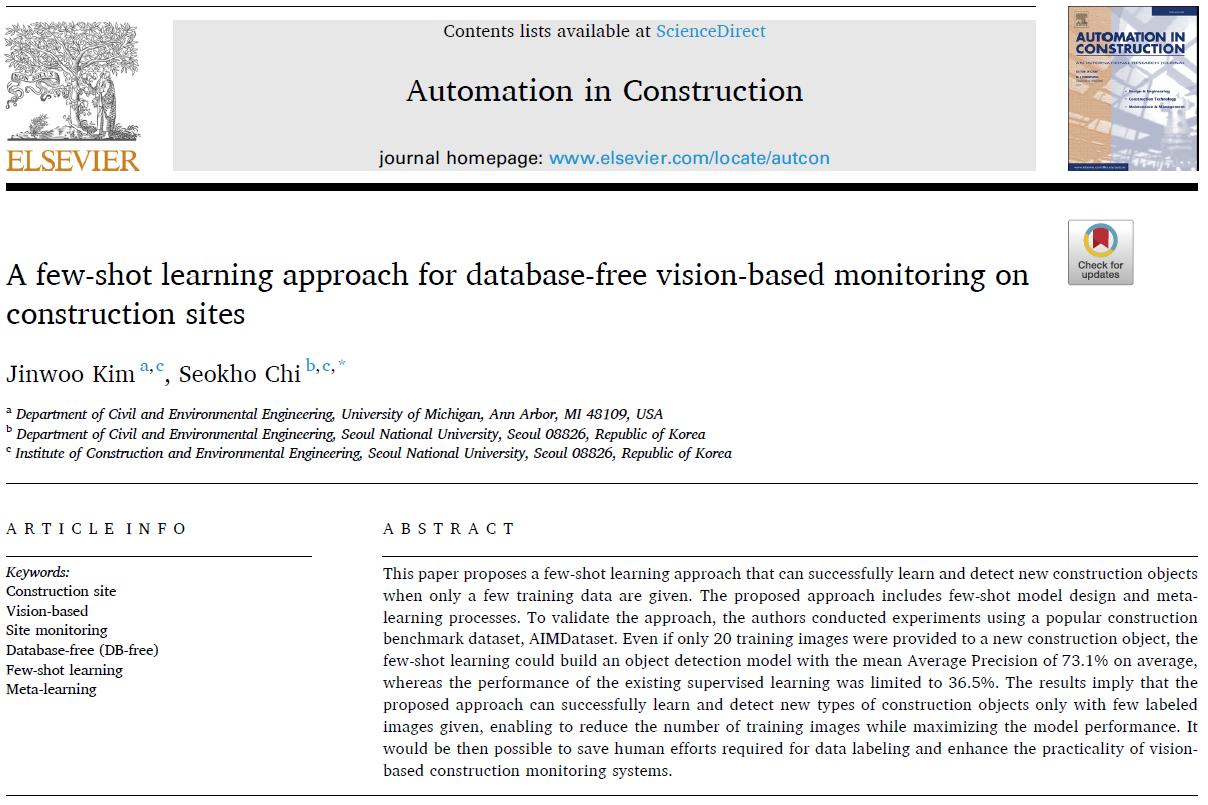 Contents lists available at ScienceDirect
Automation in Construction
journal homepage: www.elsevier.com/locate/autcon
ELSEVIER
AUTOMATION IN
CONSTRUCTION
AN INTERNATIONAL RESEARCH JOURNAL
Design & Engineering
Construction Technology
Maintenance & Management
Check for
updates
A few-shot learning approach for database-free vision-based monitoring on
construction sites
Jinwoo Kim a,c, Seokho Chi b,c,*
a Department of Civil and Environmental Engineering, University of Michigan, Ann Arbor, MI 48109, USA
b Department of Civil and Environmental Engineering, Seoul National University, Seoul 08826, Republic of Korea
c Institute of Construction and Environmental Engineering, Seoul National University, Seoul 08826, Republic of Korea
ARTICLE INFO
Keywords:
Construction site
Vision-based
Site monitoring
Database-free (DB-free)
Few-shot learning
Meta-learning
ABSTRACT
This paper proposes a few-shot learning approach that can successfully learn and detect new construction objects
when only a few training data are given. The proposed approach includes few-shot model design and meta-
learning processes. To validate the approach, the authors conducted experiments using a popular construction
benchmark dataset, AIMDataset. Even if only 20 training images were provided to a new construction object, the
few-shot learning could build an object detection model with the mean Average Precision of 73.1% on average,
whereas the performance of the existing supervised learning was limited to 36.5%. The results imply that the
proposed approach can successfully learn and detect new types of construction objects only with few labeled
images given, enabling to reduce the number of training images while maximizing the model performance. It
would be then possible to save human efforts required for data labeling and enhance the practicality of vision-
based construction monitoring systems.